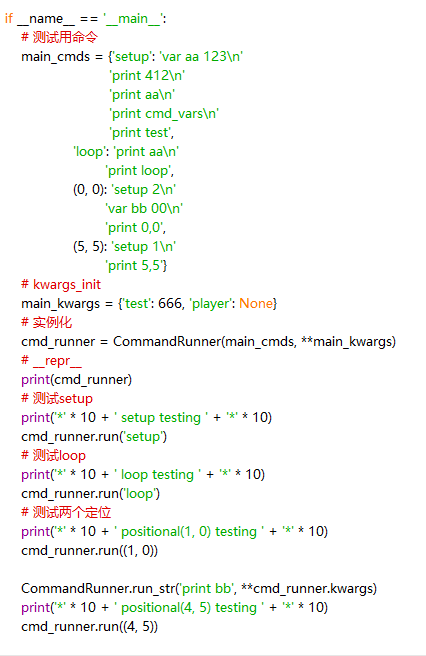 if __name__ == '__main__':
    # 测试用命令
    main_cmds = {'setup': 'var aa 123\n'
                          'print 412\n'
                          'print aa\n'
                          'print cmd_vars\n'
                          'print test',
                 'loop': 'print aa\n'
                         'print loop',
                 (0, 0): 'setup 2\n'
                         'var bb 00\n'
                         'print 0,0',
                 (5, 5): 'setup 1\n'
                         'print 5,5'}
    # kwargs_init
    main_kwargs = {'test': 666, 'player': None}
    # 实例化
    cmd_runner = CommandRunner(main_cmds, **main_kwargs)
    # __repr__
    print(cmd_runner)
    # 测试setup
    print('*' * 10 + ' setup testing ' + '*' * 10)
    cmd_runner.run('setup')
    # 测试loop
    print('*' * 10 + ' loop testing ' + '*' * 10)
    cmd_runner.run('loop')
    # 测试两个定位
    print('*' * 10 + ' positional(1, 0) testing ' + '*' * 10)
    cmd_runner.run((1, 0))

    CommandRunner.run_str('print bb', **cmd_runner.kwargs)
    print('*' * 10 + ' positional(4, 5) testing ' + '*' * 10)
    cmd_runner.run((4, 5))